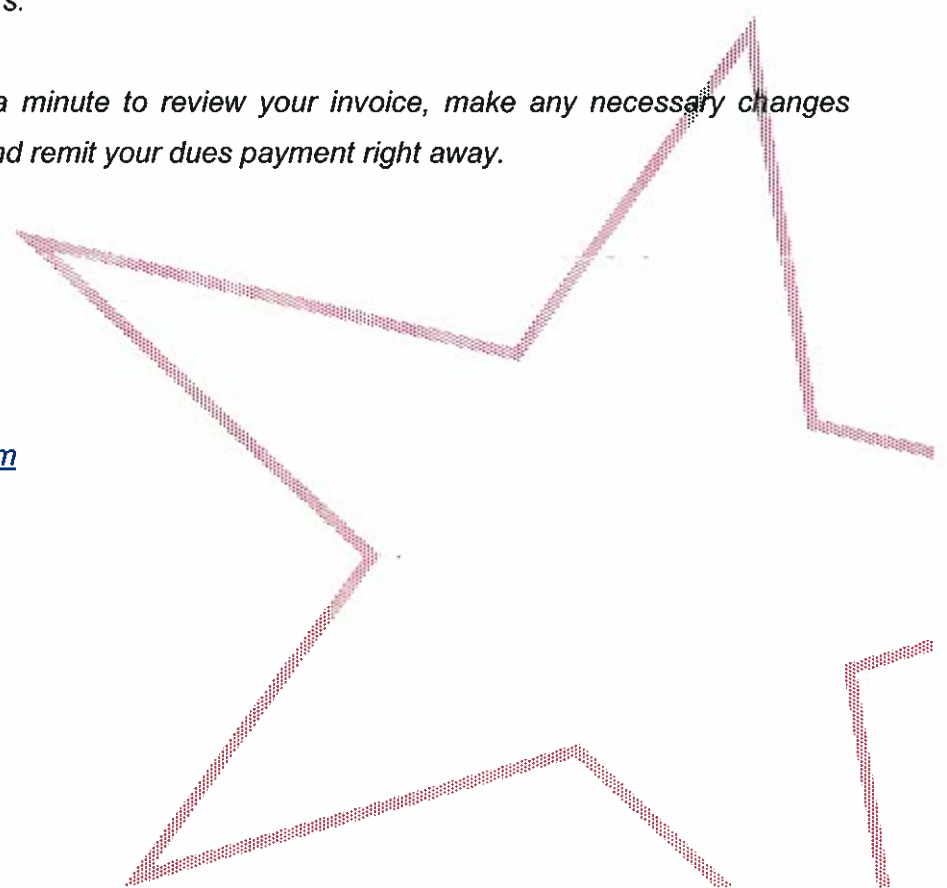 s.
a minute to review your invoice, make any necessary changes
nd remit your dues payment right away.
m